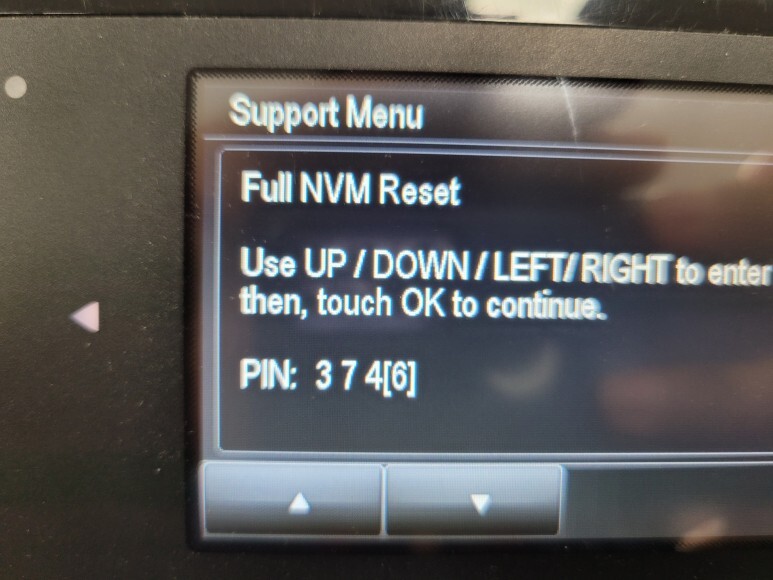 Support Menu
Full NVM Reset
Use UP / DOWN / LEFT/ RIGHT to enter
then, touch OK to continue.
PIN: 3 7 4[6]